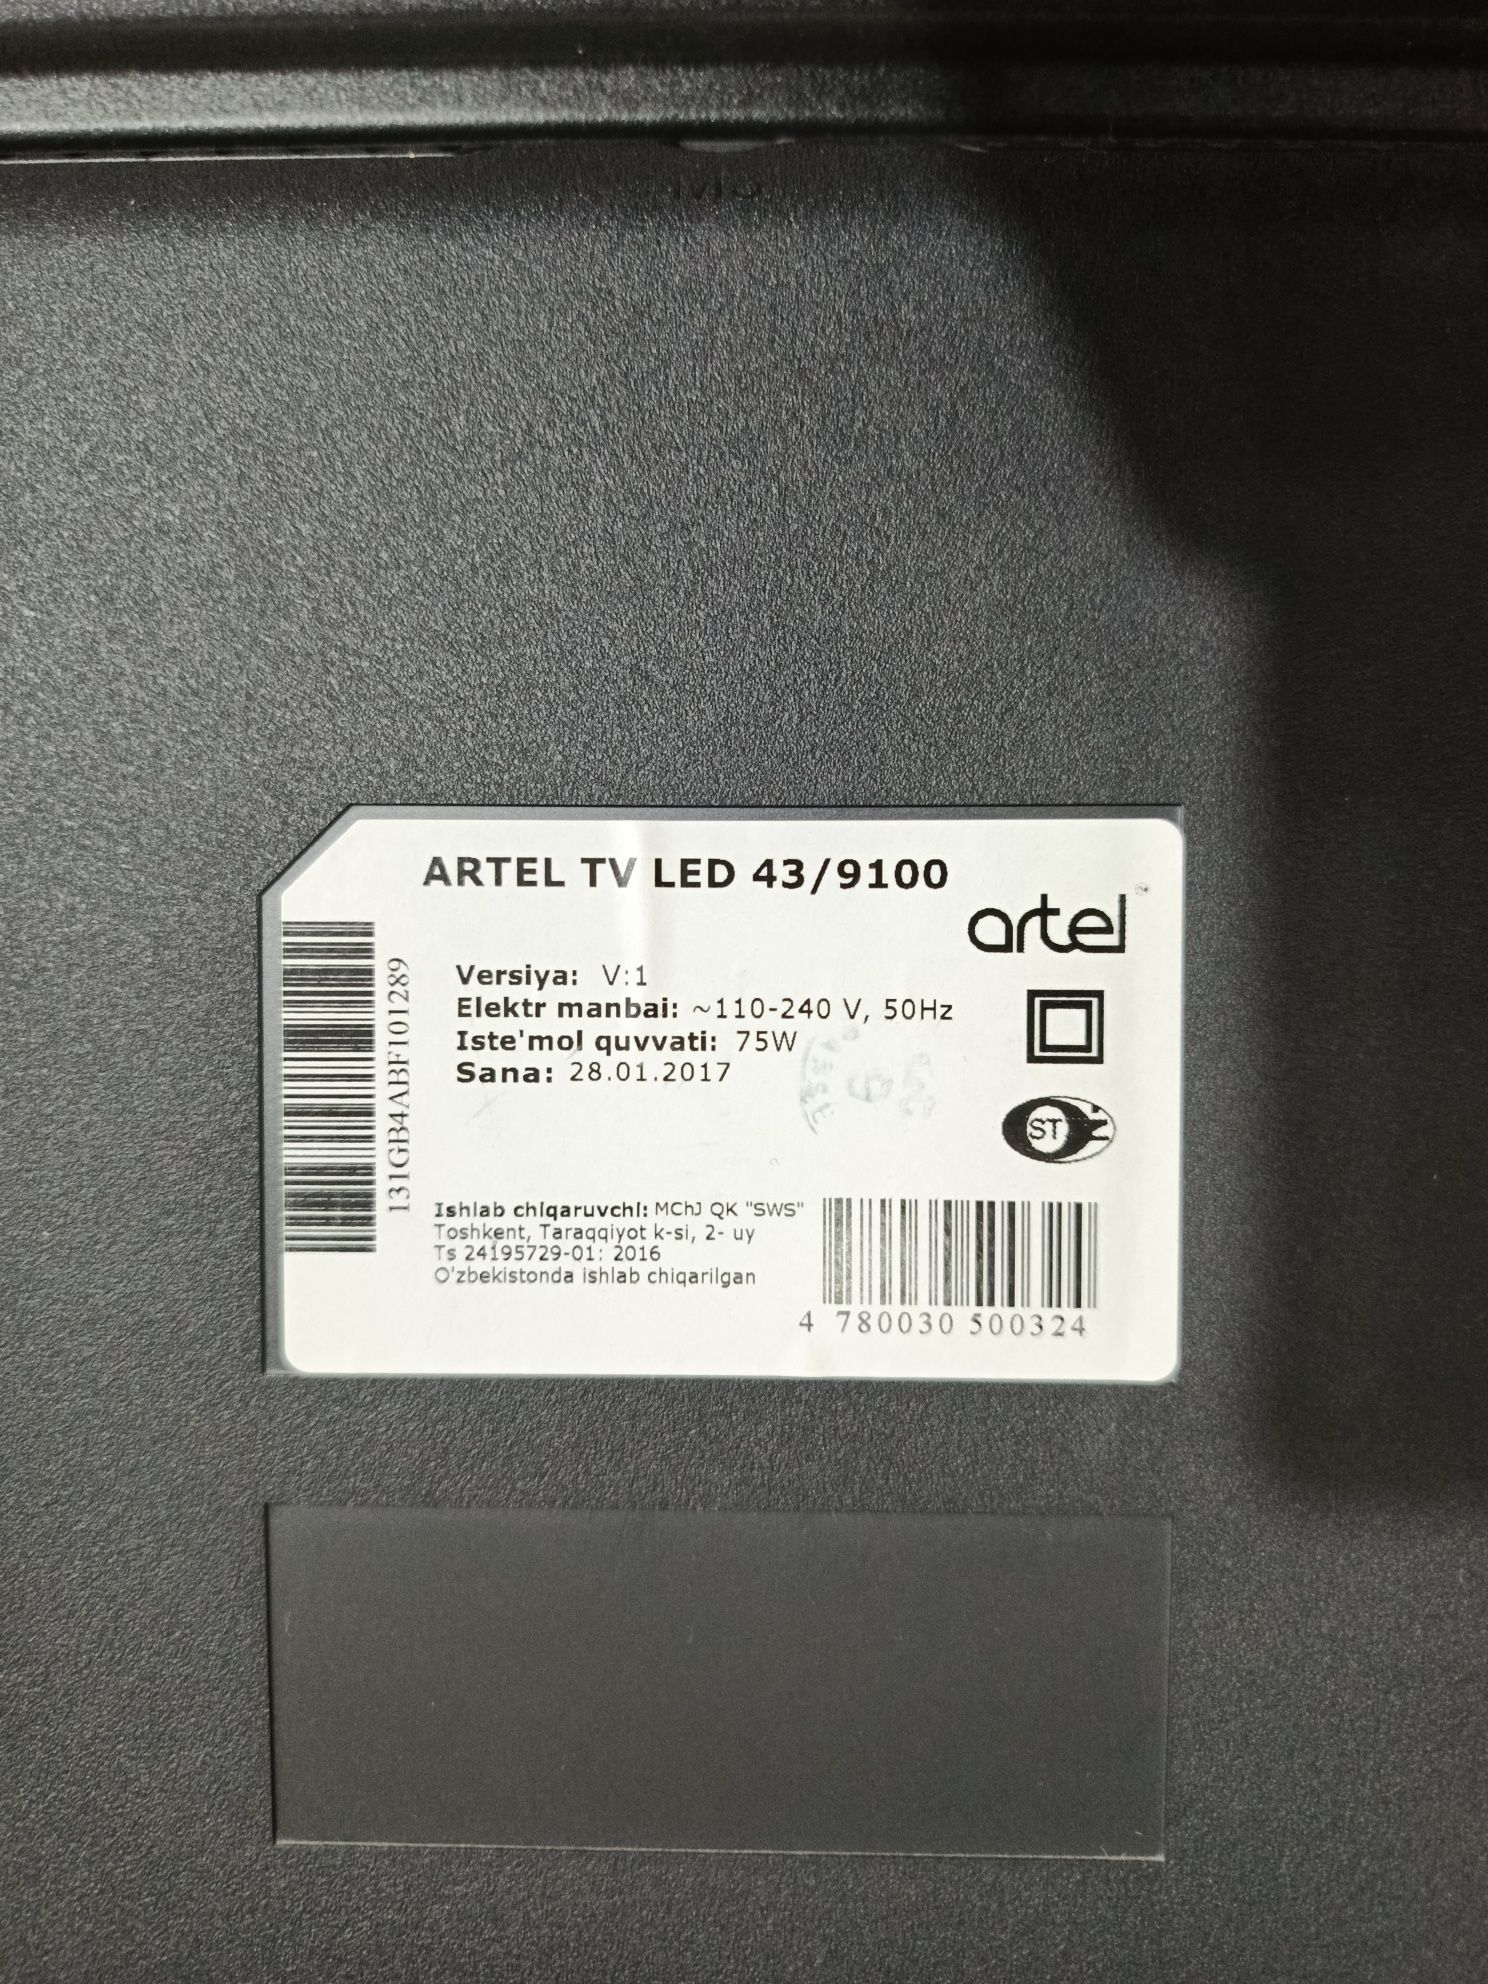 ARTEL TV LED 43/9100
artel
131GB4ABF101289
Versiya: V:1
Elektr manbai: ~110-240 V, 50Hz
Iste'mol quvvati: 75W
Sana: 28.01.2017
ST
Ishlab chiqaruvchi: MChJ QK "SWS"
Toshkent, Taraqqiyot k-si, 2- uy
Ts 24195729-01: 2016
O'zbekistonda ishlab chiqarilgan
4 780030 500324